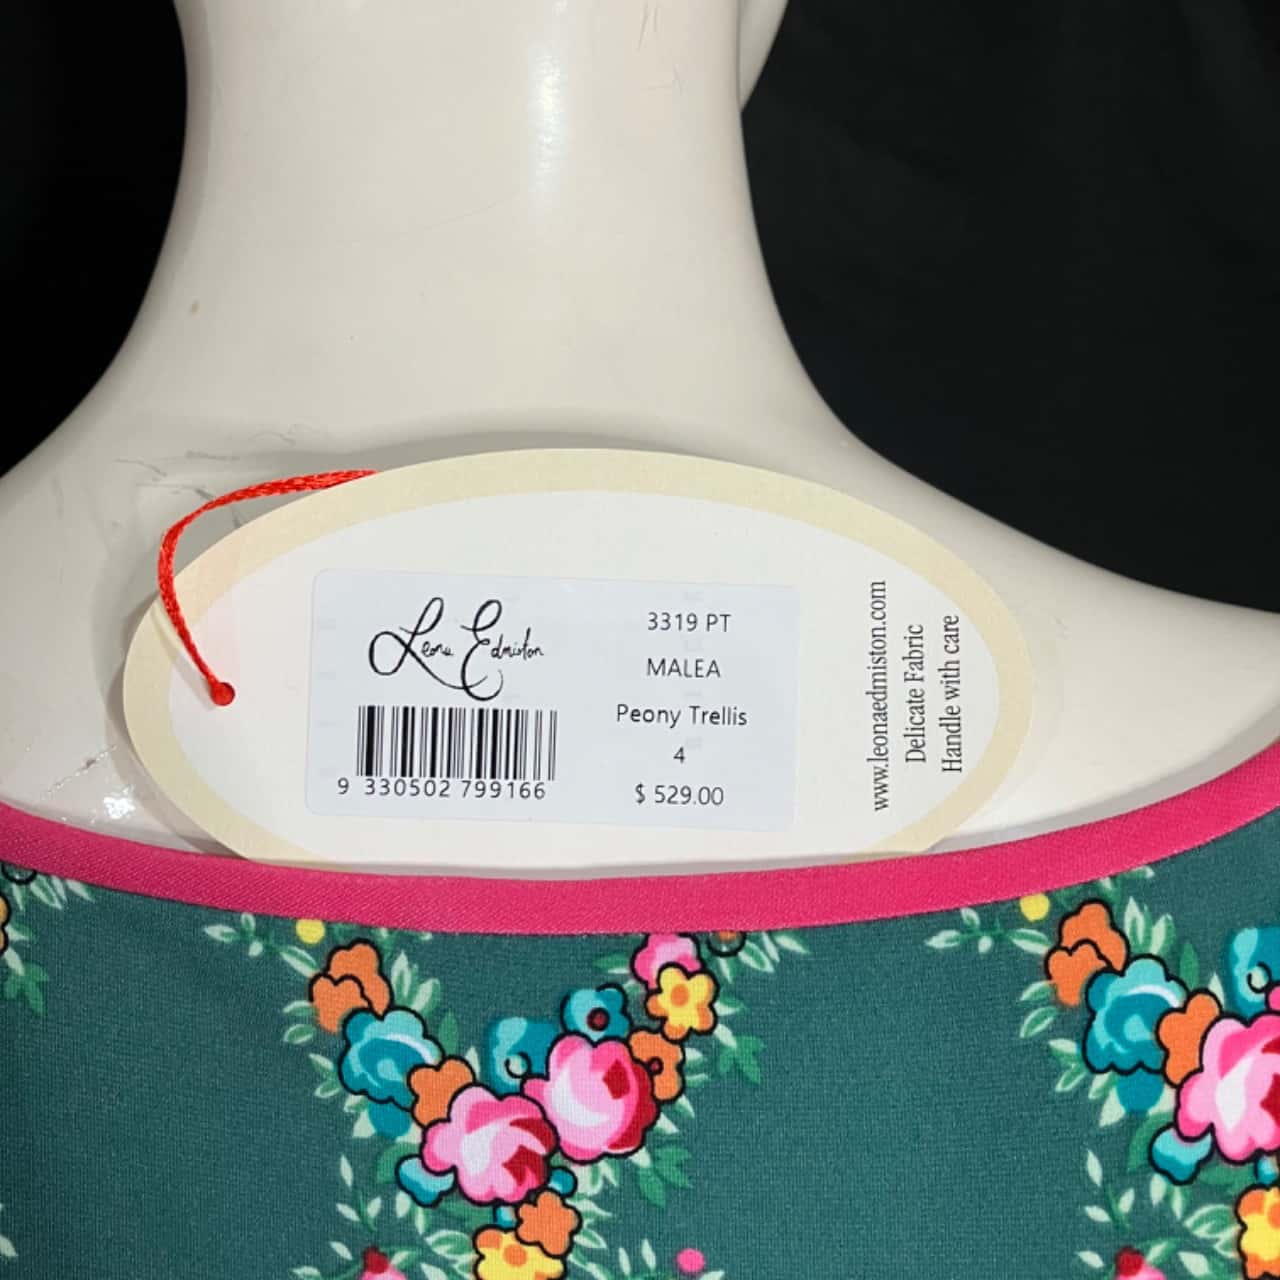 Leona Edmiston
9 330502 799166
3319 PT
MALEA
Peony Trellis
4
$ 529.00
www.leonaedmiston.com
Delicate Fabric
Handle with care